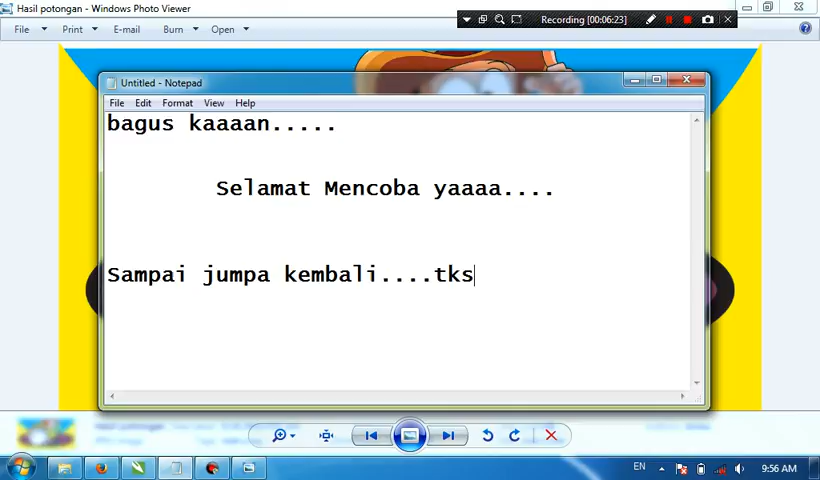 Hasil potongan - Windows Photo Viewer
File Print E-mail Burn Open
Recording [00:06:23]
Untitled - Notepad
File Edit Format View Help
bagus kaaaan.....
Selamat Mencoba yaaaa....
Sampai jumpa kembali....tks
EN
9:56 AM